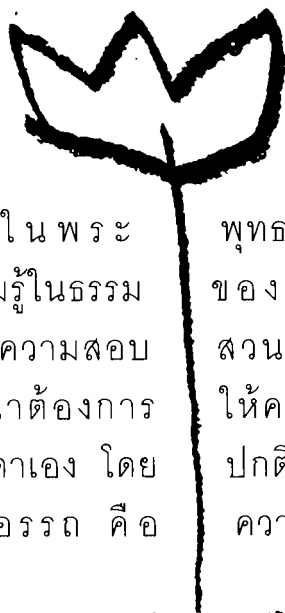 ในพระ พุทธ
รู้ในธรรม ของ
ความสอบ สวน
ต้องการ ให้ค
เอง โดย ปกติ
อรรถ คือ ควา